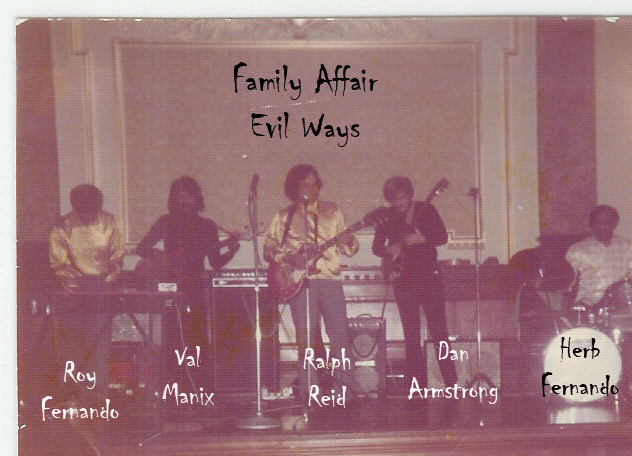 Family Affair
Evil Ways
Roy
Fernando
Val
Manix
Ralph
Reid
Dan
Armstrong
Herb
Fernando